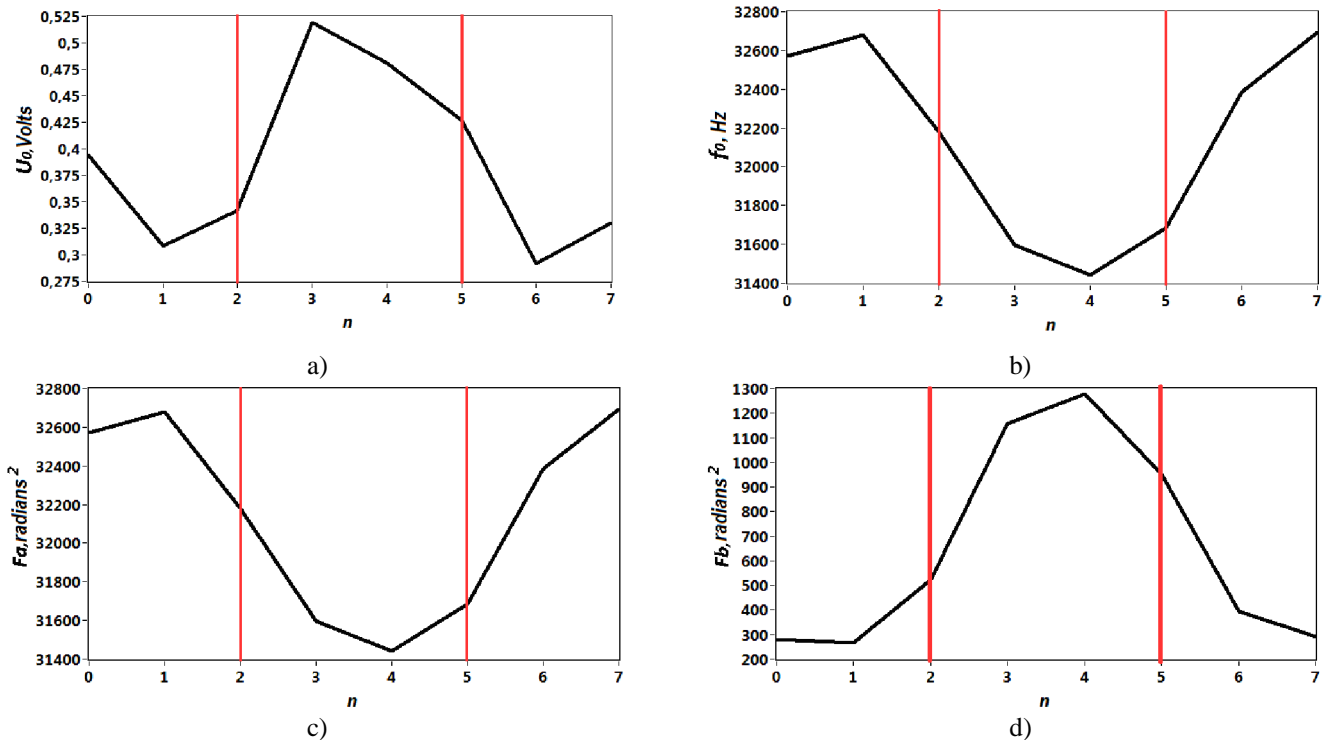 0,525
0,5
0,475
0,45
0,425
0,4
0,375
0,35
0,325
0,3
0,275
U₀,Volts
0 1 2 3 4 5 6 7
n
a)
32800
32600
32400
32200
32000
31800
31600
31400
f₀, Hz
0 1 2 3 4 5 6 7
n
b)
32800
32600
32400
32200
32000
31800
31600
31400
Fa,radians²
0 1 2 3 4 5 6 7
n
c)
1300
1200
1100
1000
900
800
700
600
500
400
300
200
Fb,radians²
0 1 2 3 4 5 6 7
n
d)